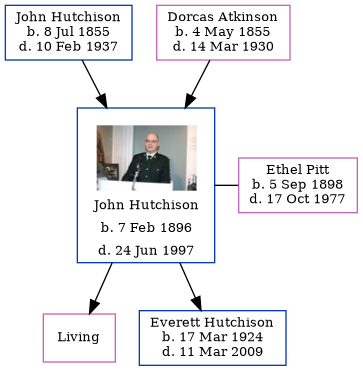 John Hutchison
b. 8 Jul 1855
d. 10 Feb 1937
Dorcas Atkinson
b. 4 May 1855
d. 14 Mar 1930
John Hutchison
b. 7 Feb 1896
d. 24 Jun 1997
Ethel Pitt
b. 5 Sep 1898
d. 17 Oct 1977
Living
Everett Hutchison
b. 17 Mar 1924
d. 11 Mar 2009